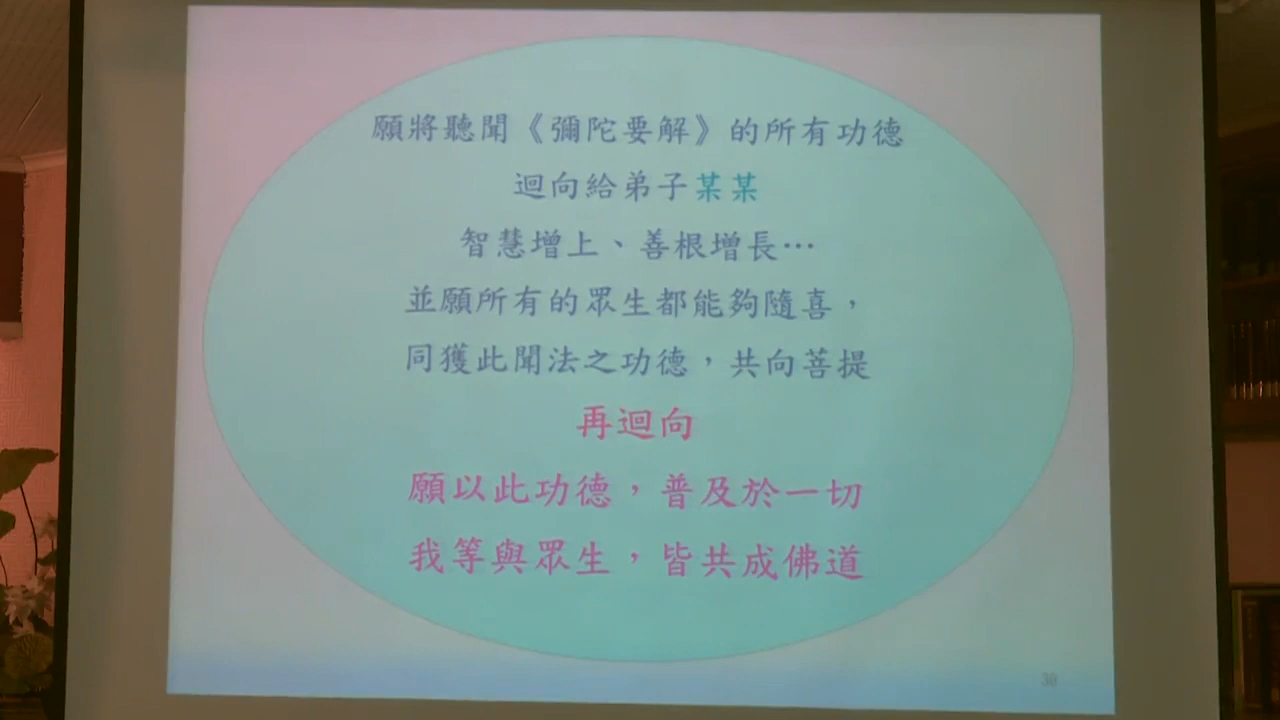 願將聽聞《彌陀要解》的所有功德
迴向給弟子某某
智慧增上、善根增長…
並願所有的眾生都能夠隨喜，
同獲此聞法之功德，共向菩提
再迴向
願以此功德，普及於一切
我等與眾生，皆共成佛道
30